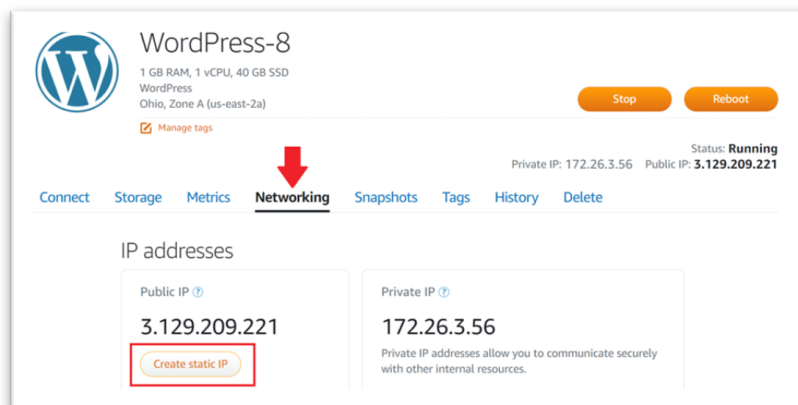 WordPress-8
1 GB RAM, 1 vCPU, 40 GB SSD
WordPress
Ohio, Zone A (us-east-2a)
Manage tags
Stop
Reboot
Status: Running
Private IP: 172.26.3.56 Public IP: 3.129.209.221
Connect Storage Metrics Networking Snapshots Tags History Delete
IP addresses
Public IP ?
3.129.209.221
Create static IP
Private IP ?
172.26.3.56
Private IP addresses allow you to communicate securely
with other internal resources.